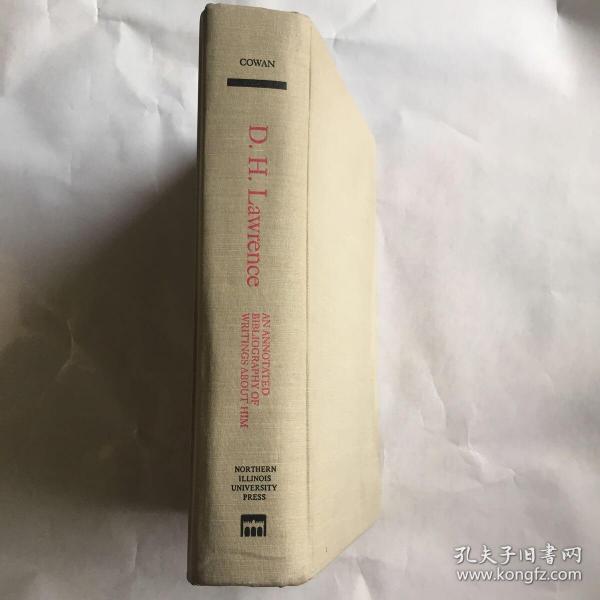 COWAN
D. H. Lawrence
AN ANNOTATED
BIBLIOGRAPHY OF
WRITINGS ABOUT HIM
NORTHERN
ILLINOIS
UNIVERSITY
PRESS
孔夫子旧书网
www.kongfz.com